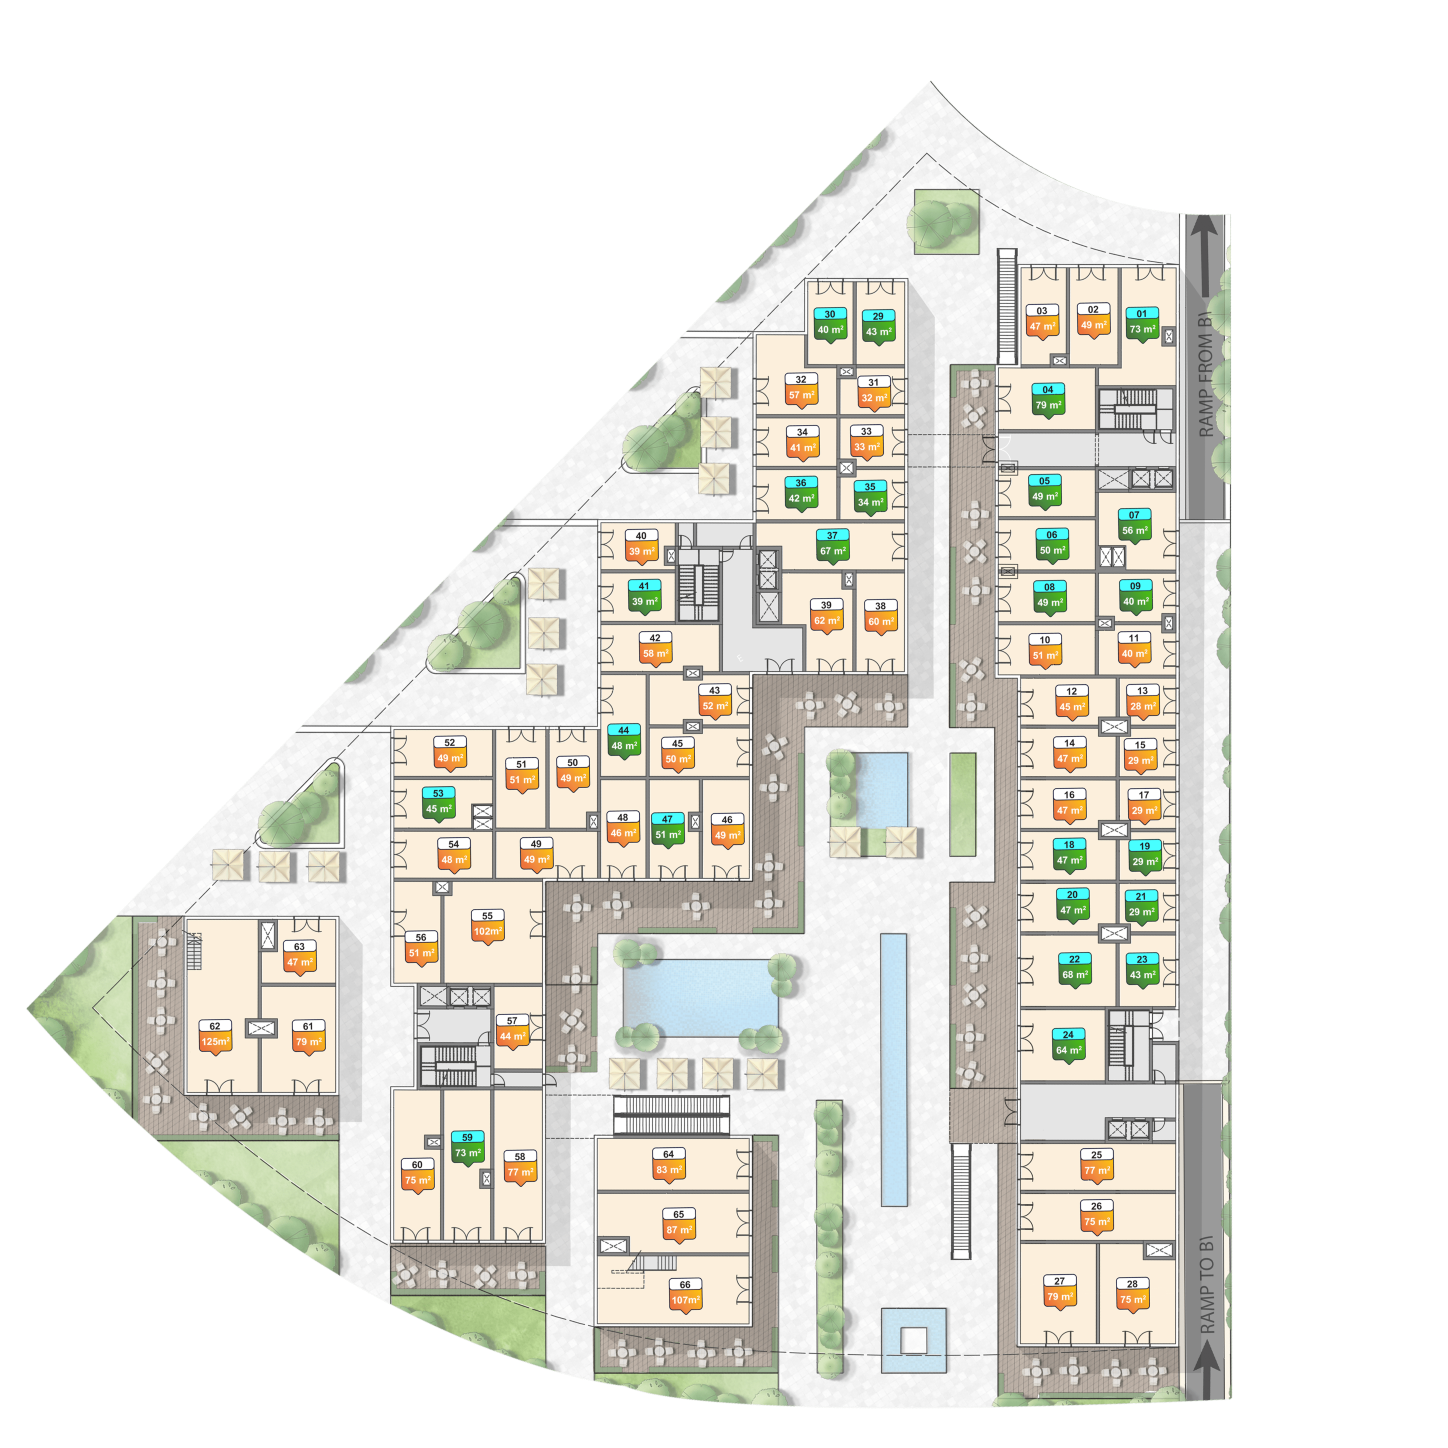 RAMP FROM B\
03
47 m²
02
49 m²
01
73 m²
30
40 m²
29
43 m²
04
79 m²
32
57 m²
31
32 m²
34
41 m²
33
33 m²
36
42 m²
35
34 m²
05
49 m²
07
56 m²
06
50 m²
37
67 m²
40
39 m²
41
39 m²
08
49 m²
09
40 m²
39
62 m²
38
60 m²
42
58 m²
10
51 m²
11
40 m²
43
52 m²
12
45 m²
13
28 m²
44
48 m²
45
50 m²
14
47 m²
15
29 m²
52
49 m²
51
51 m²
50
49 m²
53
45 m²
16
47 m²
17
29 m²
48
46 m²
47
51 m²
46
49 m²
54
48 m²
49
49 m²
18
47 m²
19
29 m²
20
47 m²
21
29 m²
55
102m²
56
51 m²
63
47 m²
22
68 m²
23
43 m²
62
125m²
61
79 m²
57
44 m²
24
64 m²
59
73 m²
60
75 m²
58
77 m²
64
83 m²
25
77 m²
65
87 m²
26
75 m²
66
107m²
27
79 m²
28
75 m²
RAMP TO B\